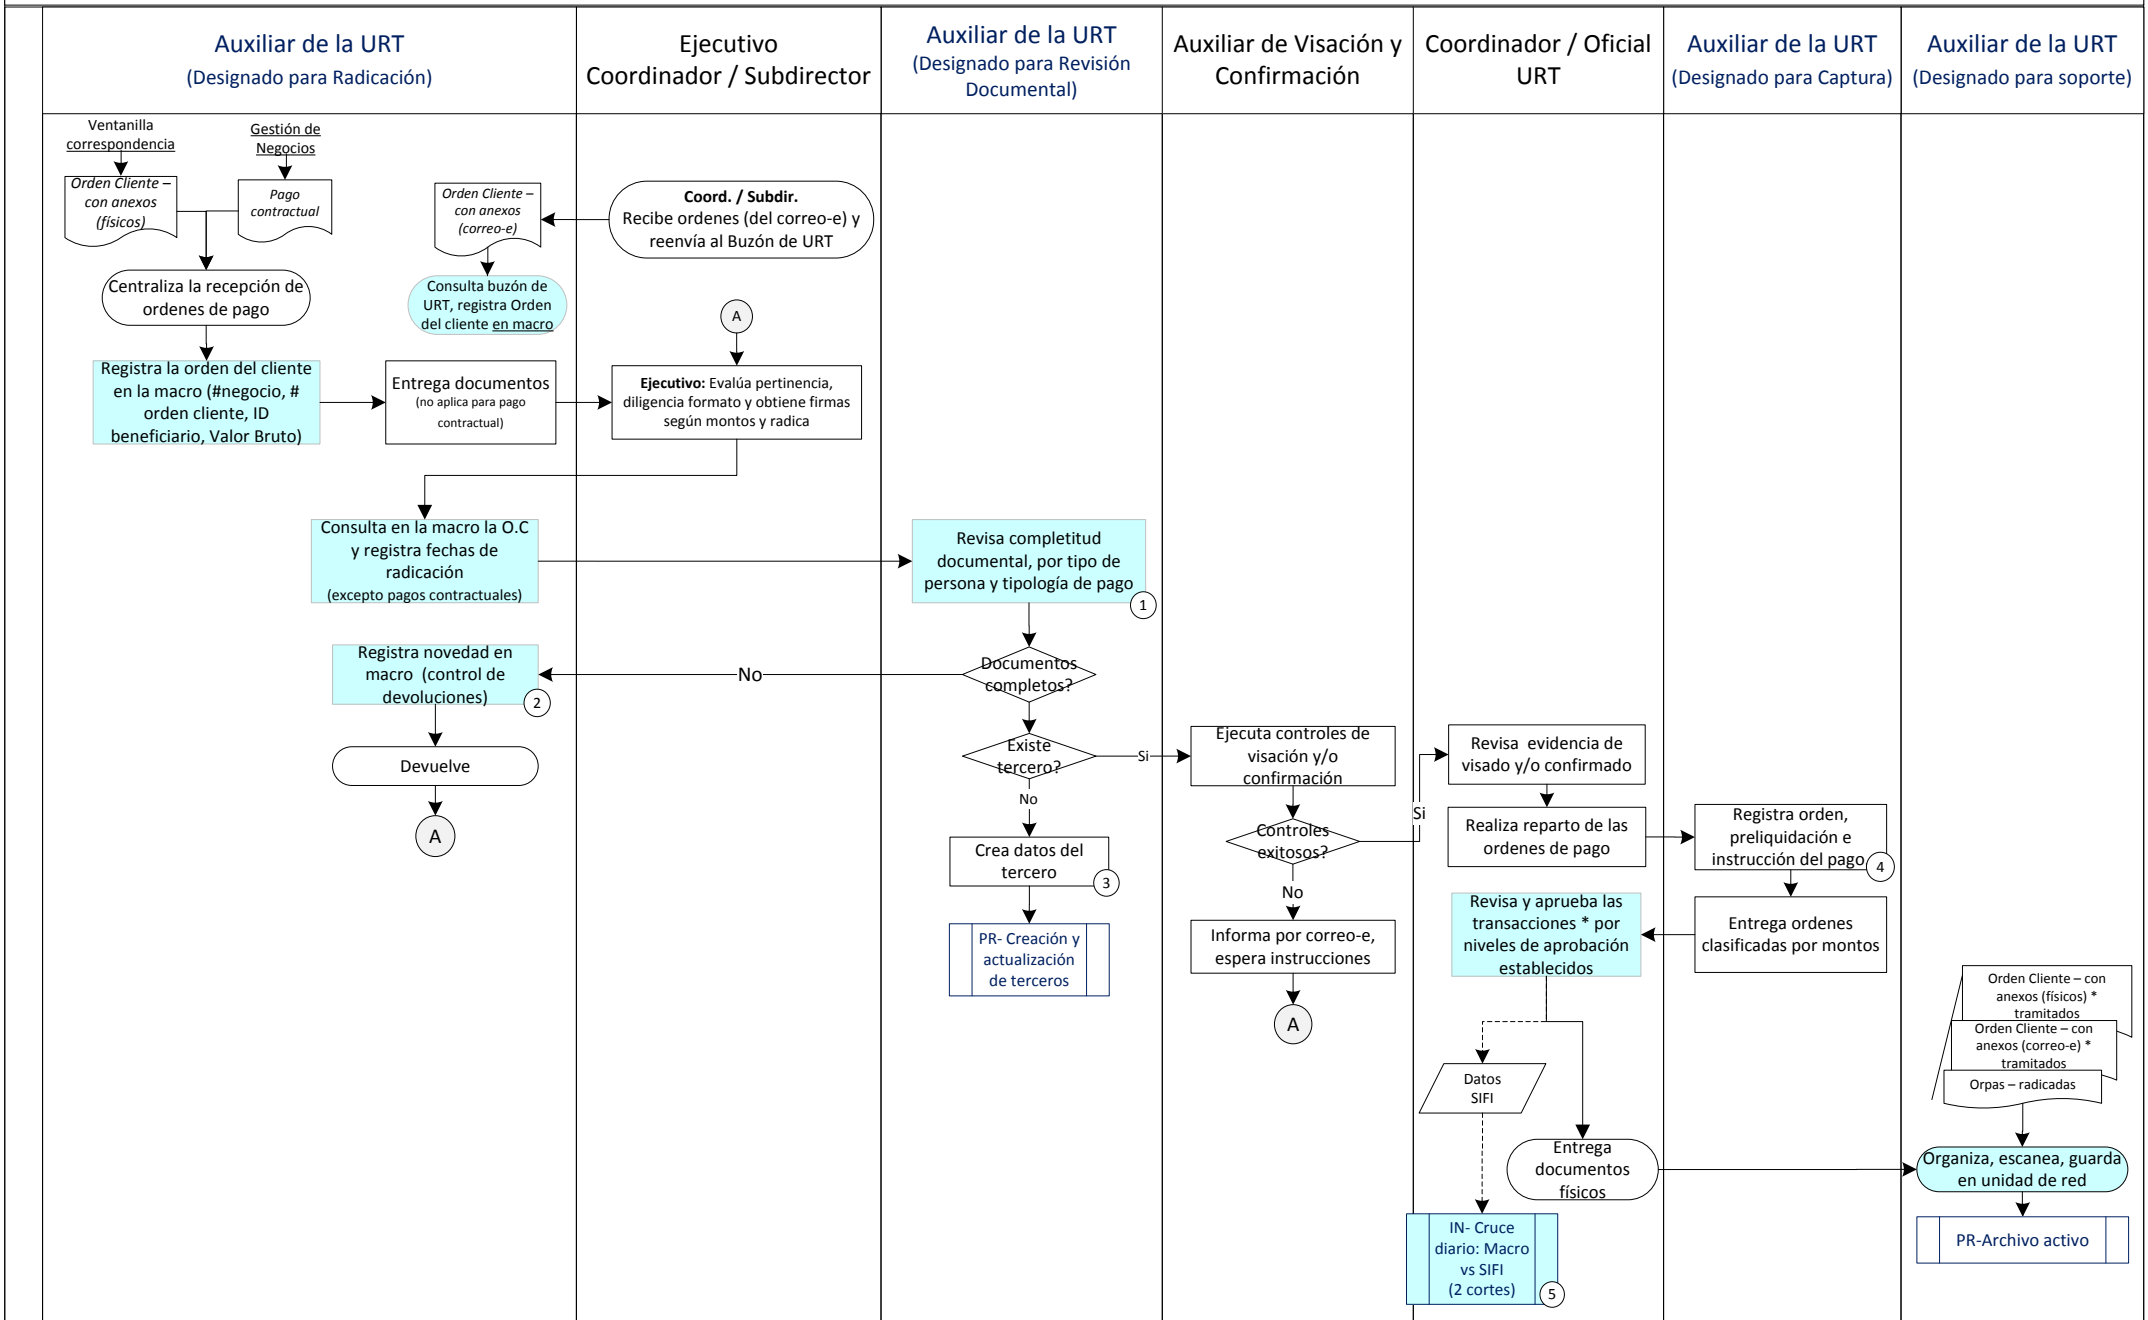 Auxiliar de la URT
(Designado para Radicación)
Ejecutivo
Coordinador / Subdirector
Auxiliar de la URT
(Designado para Revisión
Documental)
Auxiliar de Visación y
Confirmación
Coordinador / Oficial
URT
Auxiliar de la URT
(Designado para Captura)
Auxiliar de la URT
(Designado para soporte)
Ventanilla
correspondencia
Gestión de
Negocios
Orden Cliente –
con anexos
(físicos)
Pago
contractual
Orden Cliente –
con anexos
(correo-e)
Coord. / Subdir.
Recibe ordenes (del correo-e) y
reenvía al Buzón de URT
Centraliza la recepción de
ordenes de pago
Consulta buzón de
URT, registra Orden
del cliente en macro
A
Registra la orden del cliente
en la macro (#negocio, #
orden cliente, ID
beneficiario, Valor Bruto)
Entrega documentos
(no aplica para pago
contractual)
Ejecutivo: Evalúa pertinencia,
diligencia formato y obtiene firmas
según montos y radica
Consulta en la macro la O.C
y registra fechas de
radicación
(excepto pagos contractuales)
Revisa completitud
documental, por tipo de
persona y tipología de pago
1
Registra novedad en
macro (control de
devoluciones)
2
No
Documentos
completos?
Devuelve
A
Existe
tercero?
Si
No
Crea datos del
tercero
3
PR- Creación y
actualización
de terceros
Ejecuta controles de
visación y/o
confirmación
Controles
exitosos?
Si
No
Informa por correo-e,
espera instrucciones
A
Revisa evidencia de
visado y/o confirmado
Realiza reparto de las
ordenes de pago
Registra orden,
preliquidación e
instrucción del pago
4
Entrega ordenes
clasificadas por montos
Revisa y aprueba las
transacciones * por
niveles de aprobación
establecidos
Datos
SIFI
Entrega
documentos
físicos
IN- Cruce
diario: Macro
vs SIFI
(2 cortes)
5
Orden Cliente – con
anexos (físicos) *
tramitados
Orden Cliente – con
anexos (correo-e) *
tramitados
Orpas – radicadas
Organiza, escanea, guarda
en unidad de red
PR-Archivo activo